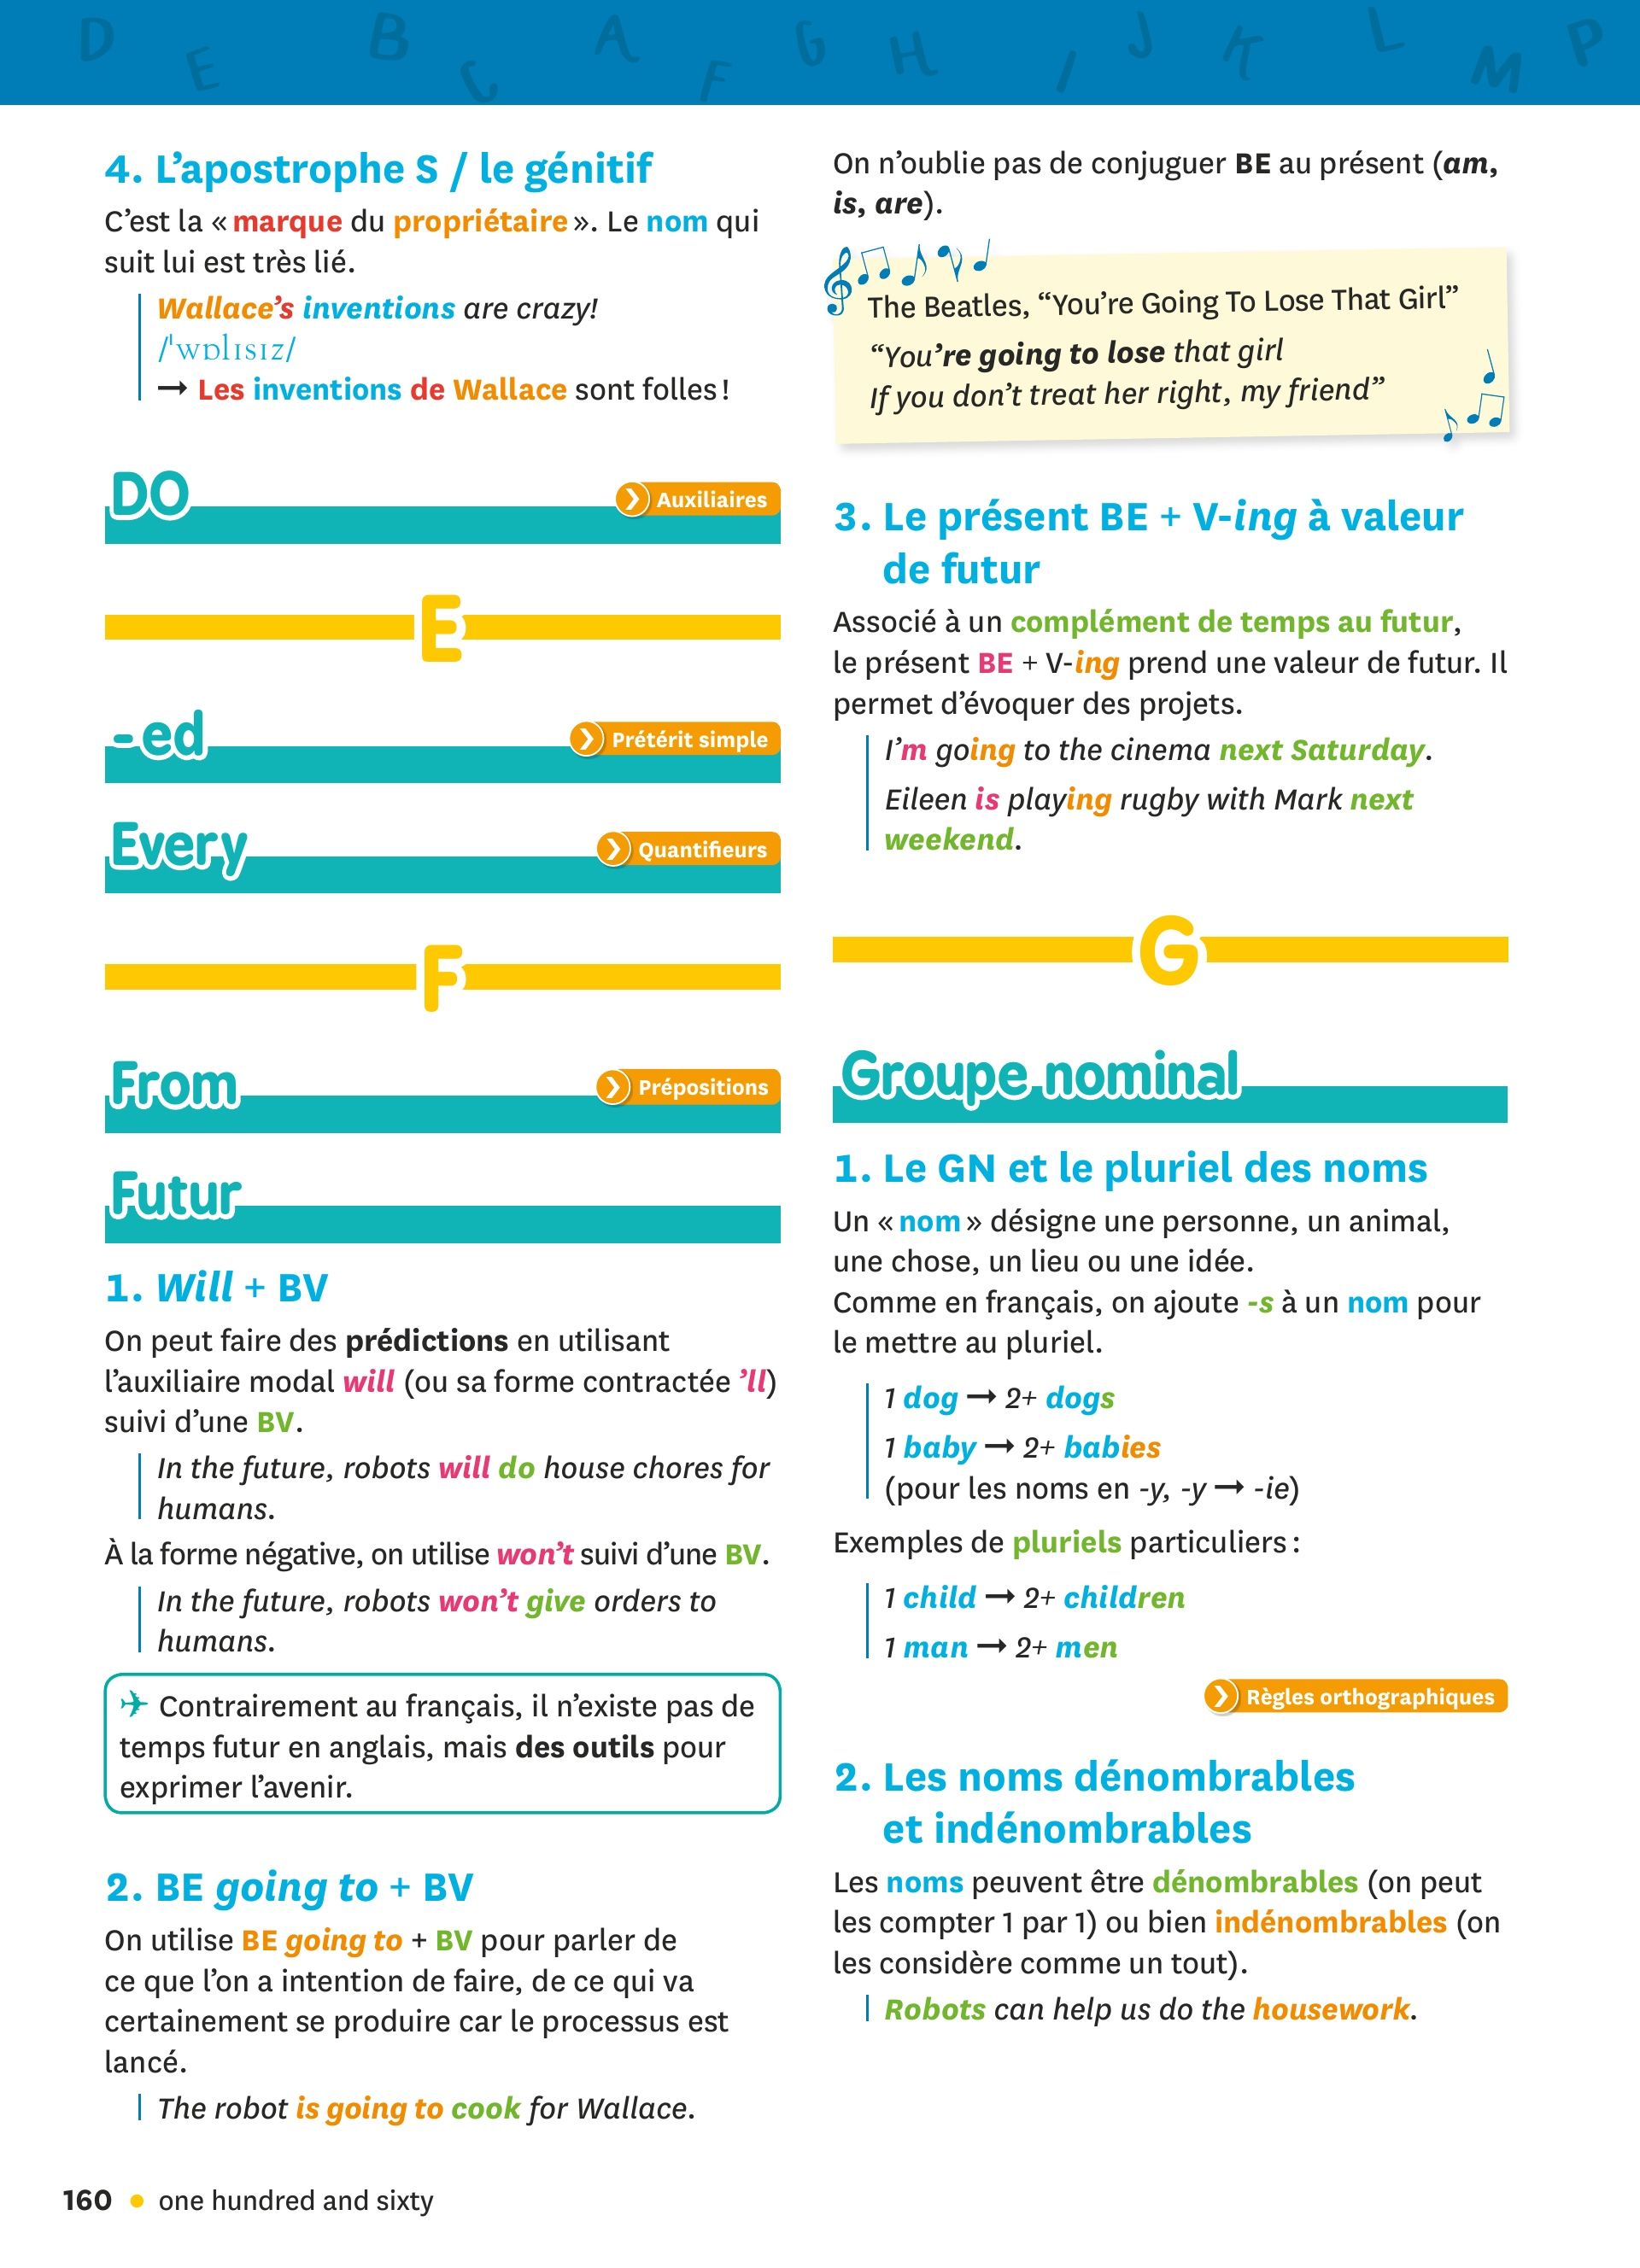 D E B C A F G H I J K L M P
4. L’apostrophe S / le génitif
C’est la « marque du propriétaire ». Le nom qui
suit lui est très lié.
Wallace’s inventions are crazy!
/ˈwɒlɪsɪz/
→ Les inventions de Wallace sont folles !
DO
Auxiliaires
E
-ed
Prétérit simple
Every
Quantifieurs
F
From
Prépositions
Futur
1. Will + BV
On peut faire des prédictions en utilisant
l’auxiliaire modal will (ou sa forme contractée ’ll)
suivi d’une BV.
In the future, robots will do house chores for
humans.
À la forme négative, on utilise won’t suivi d’une BV.
In the future, robots won’t give orders to
humans.
✈ Contrairement au français, il n’existe pas de
temps futur en anglais, mais des outils pour
exprimer l’avenir.
2. BE going to + BV
On utilise BE going to + BV pour parler de
ce que l’on a intention de faire, de ce qui va
certainement se produire car le processus est
lancé.
The robot is going to cook for Wallace.
On n’oublie pas de conjuguer BE au présent (am,
is, are).
The Beatles, “You’re Going To Lose That Girl”
“You’re going to lose that girl
If you don’t treat her right, my friend”
3. Le présent BE + V-ing à valeur
de futur
Associé à un complément de temps au futur,
le présent BE + V-ing prend une valeur de futur. Il
permet d’évoquer des projets.
I’m going to the cinema next Saturday.
Eileen is playing rugby with Mark next
weekend.
G
Groupe nominal
1. Le GN et le pluriel des noms
Un « nom » désigne une personne, un animal,
une chose, un lieu ou une idée.
Comme en français, on ajoute -s à un nom pour
le mettre au pluriel.
1 dog → 2+ dogs
1 baby → 2+ babies
(pour les noms en -y, -y → -ie)
Exemples de pluriels particuliers :
1 child → 2+ children
1 man → 2+ men
Règles orthographiques
2. Les noms dénombrables
et indénombrables
Les noms peuvent être dénombrables (on peut
les compter 1 par 1) ou bien indénombrables (on
les considère comme un tout).
Robots can help us do the housework.
160 • one hundred and sixty